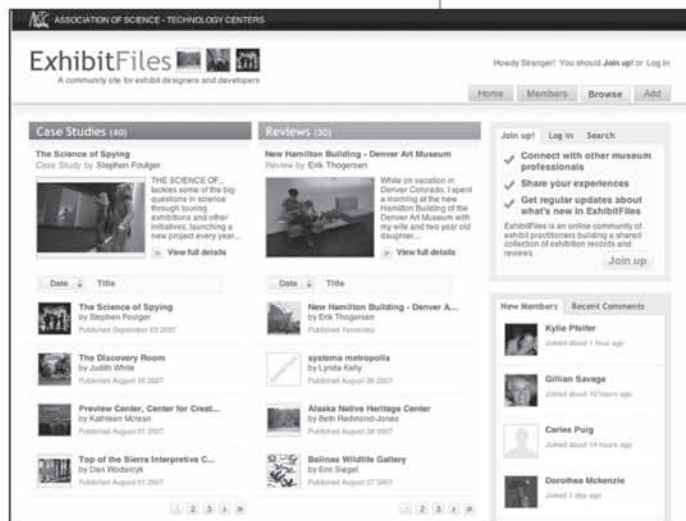 ASSOCIATION OF SCIENCE - TECHNOLOGY CENTERS
ExhibitFiles
A community site for exhibit designers and developers
Howdy Stranger! You should Join up! or Log in
Home Members Browse Add
Case Studies (40)
The Science of Spying
Case Study by Stephen Foulger
THE SCIENCE OF...
tackles some of the big
questions in science
through touring
exhibitions and other
initiatives, launching a
new project every year...
View full details
Date Title
The Science of Spying
by Stephen Foulger
Published September 03 2007
The Discovery Room
by Judith White
Published August 10 2007
Preview Center, Center for Creat...
by Kathleen Mclean
Published August 01 2007
Top of the Sierra Interpretive C...
by Dan Wodarcyk
Published August 01 2007
1 2 3 › »
Reviews (30)
New Hamilton Building - Denver Art Museum
Review by Erik Thogersen
While on vacation in
Denver Colorado, I spent
a morning at the new
Hamilton Building of the
Denver Art Museum with
my wife and two year old
daughter....
View full details
Date Title
New Hamilton Building - Denver A...
by Erik Thogersen
Published Yesterday
systema metropolis
by Lynda Kelly
Published August 30 2007
Alaska Native Heritage Center
by Beth Redmond-Jones
Published August 28 2007
Bolinas Wildlife Gallery
by Eric Siegel
Published August 27 2007
1 2 3 › »
Join up! Log in Search
Connect with other museum
professionals
Share your experiences
Get regular updates about
what's new in ExhibitFiles
ExhibitFiles is an online community of
exhibit practitioners building a shared
collection of exhibition records and
reviews.
Join up
New Members Recent Comments
Kylie Pfeifer
Joined about 1 hour ago
Gillian Savage
Joined about 10 hours ago
Carles Puig
Joined about 14 hours ago
Dorothea Mckenzie
Joined 1 day ago